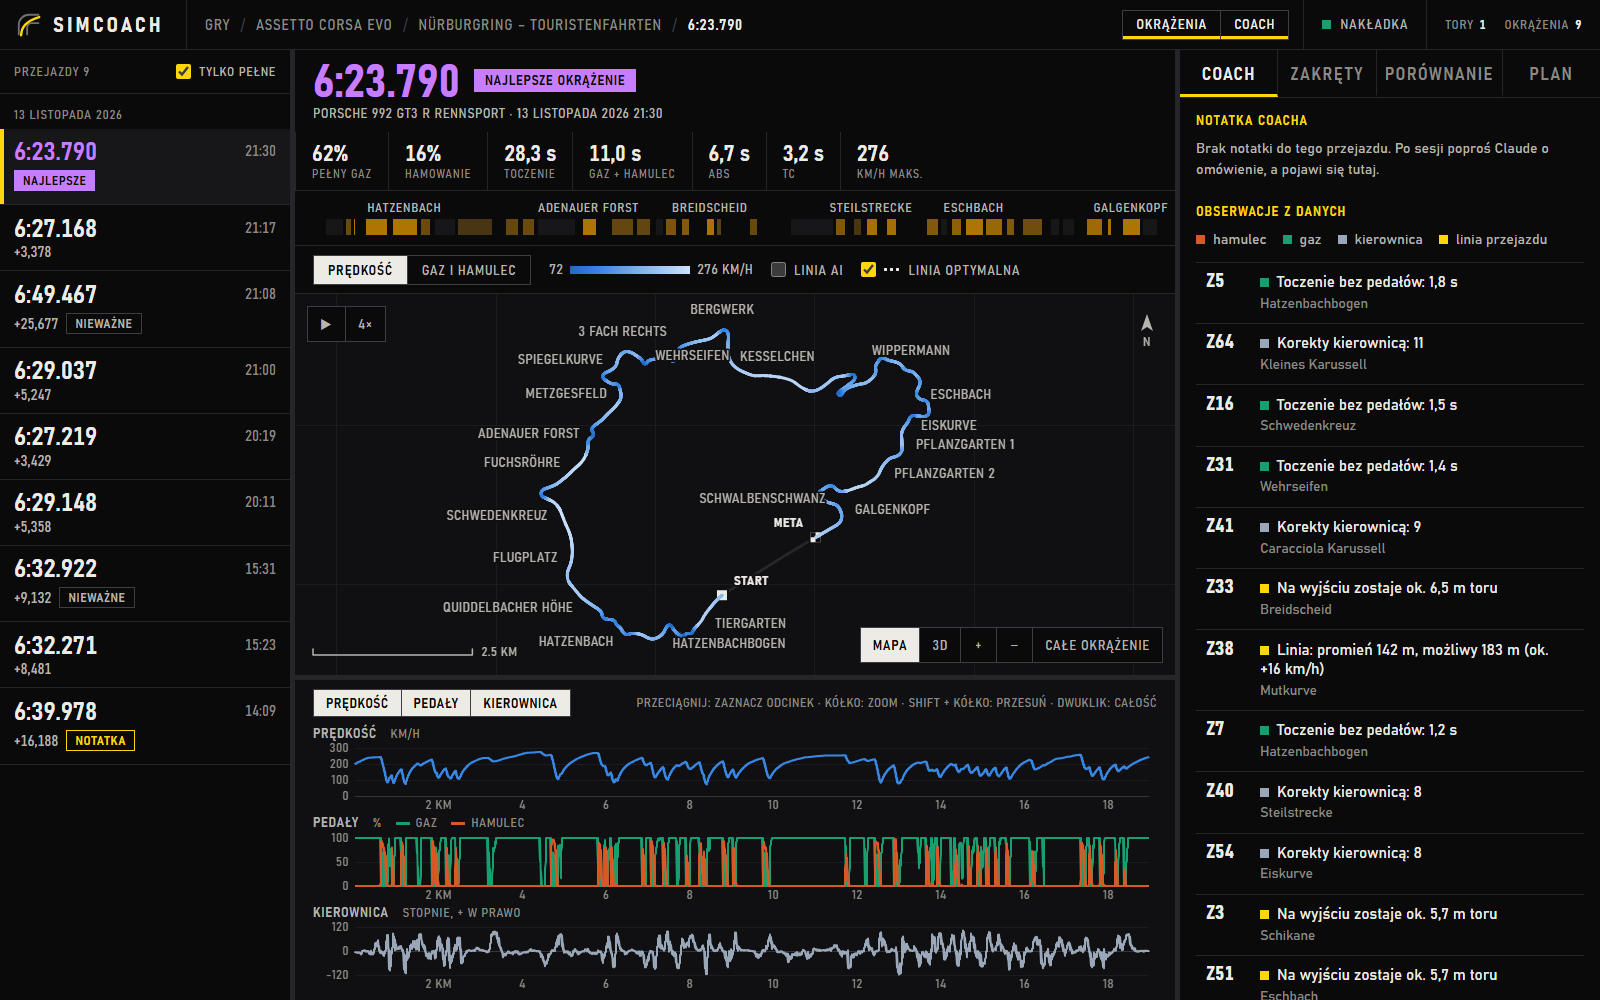 SIMCOACH
GRY / ASSETTO CORSA EVO / NÜRBURGRING – TOURISTENFAHRTEN / 6:23.790
OKRĄŻENIA COACH
NAKŁADKA
TORY 1 OKRĄŻENIA 9
PRZEJAZDY 9
TYLKO PEŁNE
13 LISTOPADA 2026
6:23.790 21:30
NAJLEPSZE
6:27.168 21:17
+3,378
6:49.467 21:08
+25,677 NIEWAŻNE
6:29.037 21:00
+5,247
6:27.219 20:19
+3,429
6:29.148 20:11
+5,358
6:32.922 15:31
+9,132 NIEWAŻNE
6:32.271 15:23
+8,481
6:39.978 14:09
+16,188 NOTATKA
6:23.790 NAJLEPSZE OKRĄŻENIE
PORSCHE 992 GT3 R RENNSPORT · 13 LISTOPADA 2026 21:30
62% 16% 28,3 s 11,0 s 6,7 s 3,2 s 276
PEŁNY GAZ HAMOWANIE TOCZENIE GAZ + HAMULEC ABS TC KM/H MAKS.
HATZENBACH ADENAUER FORST BREIDSCHEID STEILSTRECKE ESCHBACH GALGENKOPF
PRĘDKOŚĆ GAZ I HAMULEC 72 276 KM/H LINIA AI LINIA OPTYMALNA
4×
N
BERGWERK
3 FACH RECHTS
WEHRSEIFEN
KESSELCHEN
WIPPERMANN
SPIEGELKURVE
METZGESFELD
ESCHBACH
EISKURVE
ADENAUER FORST
PFLANZGARTEN 1
FUCHSRÖHRE
PFLANZGARTEN 2
SCHWALBENSCHWANZ
GALGENKOPF
SCHWEDENKREUZ
META
FLUGPLATZ
START
QUIDDELBACHER HÖHE
TIERGARTEN
HATZENBACH
HATZENBACHBOGEN
2.5 KM
MAPA 3D + − CAŁE OKRĄŻENIE
PRĘDKOŚĆ PEDAŁY KIEROWNICA
PRZECIĄGNIJ: ZAZNACZ ODCINEK · KÓŁKO: ZOOM · SHIFT + KÓŁKO: PRZESUŃ · DWUKLIK: CAŁOŚĆ
PRĘDKOŚĆ KM/H
300
200
100
0
2 KM 4 6 8 10 12 14 16 18
PEDAŁY % GAZ HAMULEC
100
50
0
2 KM 4 6 8 10 12 14 16 18
KIEROWNICA STOPNIE, + W PRAWO
120
0
-120
2 KM 4 6 8 10 12 14 16 18
COACH ZAKRĘTY PORÓWNANIE PLAN
NOTATKA COACHA
Brak notatki do tego przejazdu. Po sesji poproś Claude o
omówienie, a pojawi się tutaj.
OBSERWACJE Z DANYCH
hamulec gaz kierownica linia przejazdu
Z5 Toczenie bez pedałów: 1,8 s
Hatzenbachbogen
Z64 Korekty kierownicą: 11
Kleines Karussell
Z16 Toczenie bez pedałów: 1,5 s
Schwedenkreuz
Z31 Toczenie bez pedałów: 1,4 s
Wehrseifen
Z41 Korekty kierownicą: 9
Caracciola Karussell
Z33 Na wyjściu zostaje ok. 6,5 m toru
Breidscheid
Z38 Linia: promień 142 m, możliwy 183 m (ok.
+16 km/h)
Mutkurve
Z7 Toczenie bez pedałów: 1,2 s
Hatzenbachbogen
Z40 Korekty kierownicą: 8
Steilstrecke
Z54 Korekty kierownicą: 8
Eiskurve
Z3 Na wyjściu zostaje ok. 5,7 m toru
Schikane
Z51 Na wyjściu zostaje ok. 5,7 m toru
Eschbach